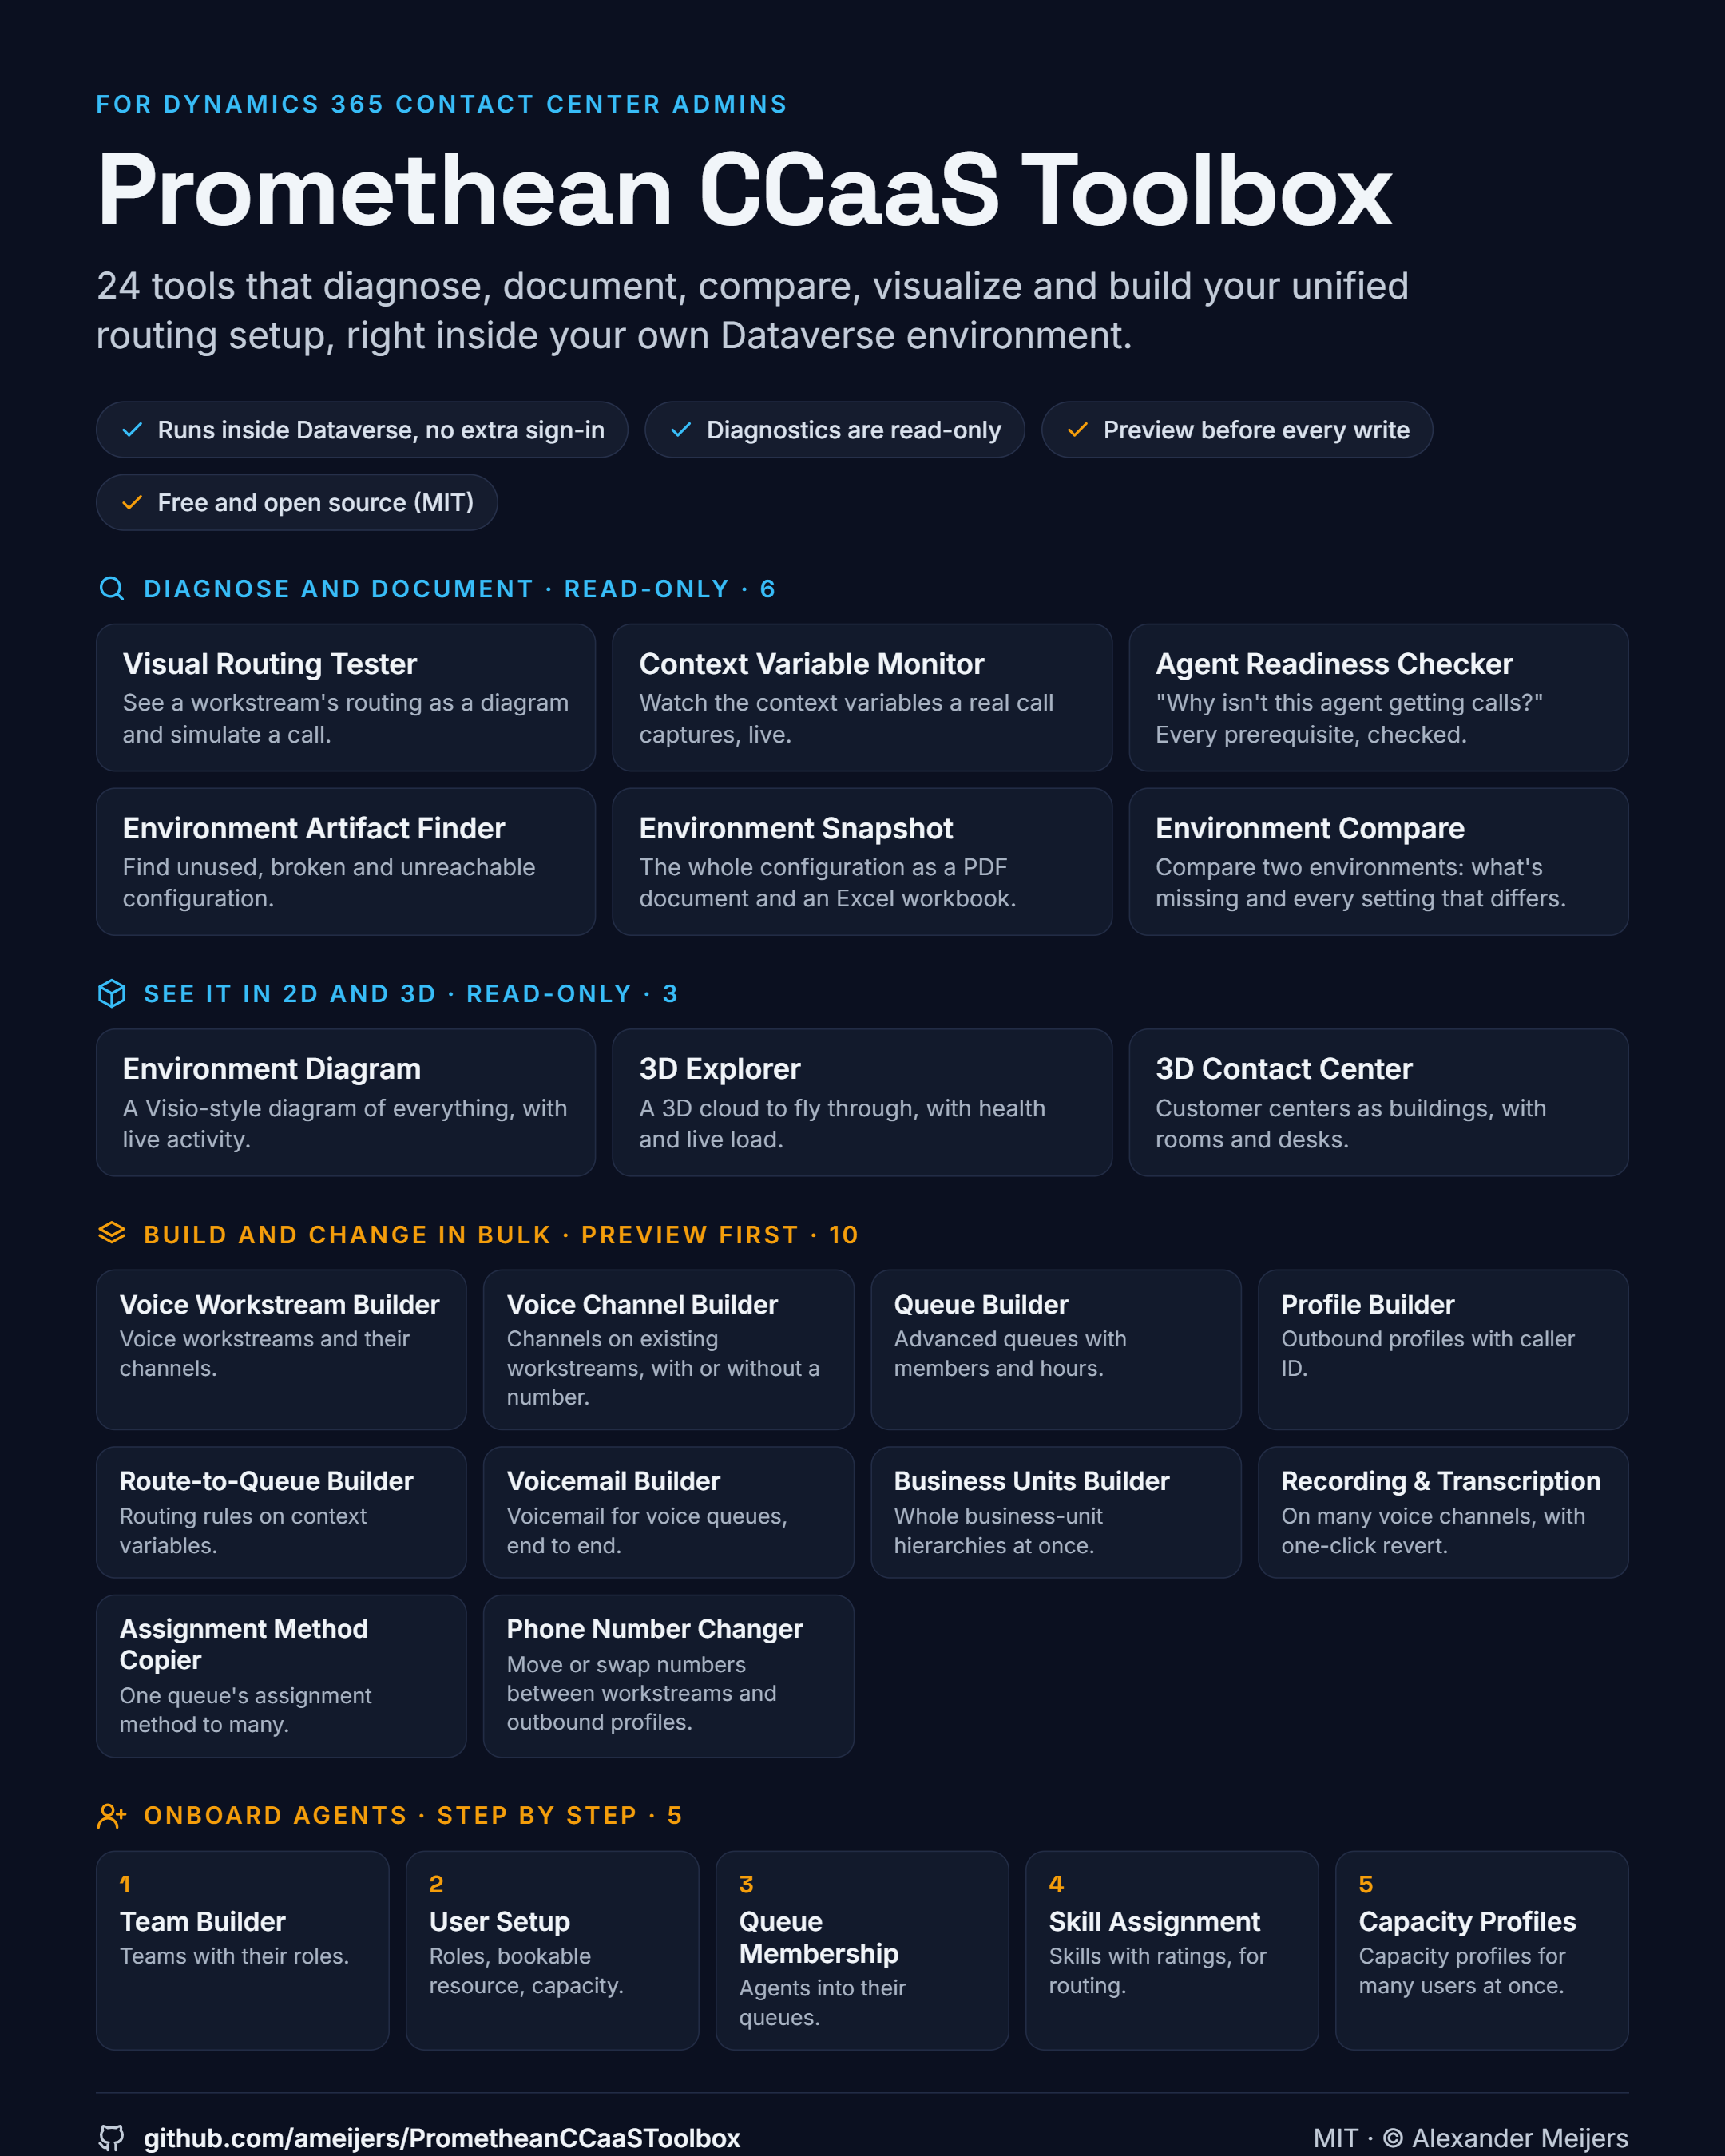 FOR DYNAMICS 365 CONTACT CENTER ADMINS
Promethean CCaaS Toolbox
24 tools that diagnose, document, compare, visualize and build your unified
routing setup, right inside your own Dataverse environment.
Runs inside Dataverse, no extra sign-in
Diagnostics are read-only
Preview before every write
Free and open source (MIT)
DIAGNOSE AND DOCUMENT · READ-ONLY · 6
Visual Routing Tester
See a workstream's routing as a diagram
and simulate a call.
Context Variable Monitor
Watch the context variables a real call
captures, live.
Agent Readiness Checker
"Why isn't this agent getting calls?"
Every prerequisite, checked.
Environment Artifact Finder
Find unused, broken and unreachable
configuration.
Environment Snapshot
The whole configuration as a PDF
document and an Excel workbook.
Environment Compare
Compare two environments: what's
missing and every setting that differs.
SEE IT IN 2D AND 3D · READ-ONLY · 3
Environment Diagram
A Visio-style diagram of everything, with
live activity.
3D Explorer
A 3D cloud to fly through, with health
and live load.
3D Contact Center
Customer centers as buildings, with
rooms and desks.
BUILD AND CHANGE IN BULK · PREVIEW FIRST · 10
Voice Workstream Builder
Voice workstreams and their
channels.
Voice Channel Builder
Channels on existing
workstreams, with or without a
number.
Queue Builder
Advanced queues with
members and hours.
Profile Builder
Outbound profiles with caller
ID.
Route-to-Queue Builder
Routing rules on context
variables.
Voicemail Builder
Voicemail for voice queues,
end to end.
Business Units Builder
Whole business-unit
hierarchies at once.
Recording & Transcription
On many voice channels, with
one-click revert.
Assignment Method
Copier
One queue's assignment
method to many.
Phone Number Changer
Move or swap numbers
between workstreams and
outbound profiles.
ONBOARD AGENTS · STEP BY STEP · 5
1
Team Builder
Teams with their roles.
2
User Setup
Roles, bookable
resource, capacity.
3
Queue
Membership
Agents into their
queues.
4
Skill Assignment
Skills with ratings, for
routing.
5
Capacity Profiles
Capacity profiles for
many users at once.
github.com/ameijers/PrometheanCCaaSToolbox
MIT · © Alexander Meijers